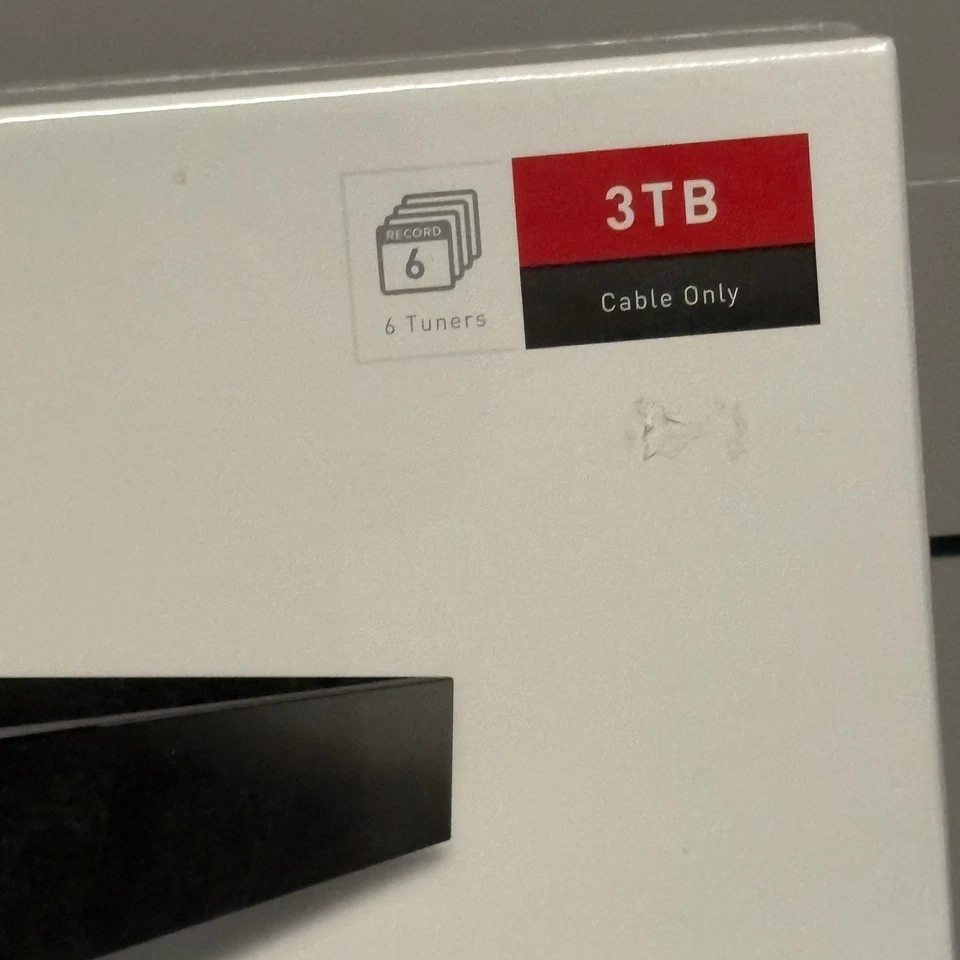 RECORD
6
6 Tuners
3TB
Cable Only